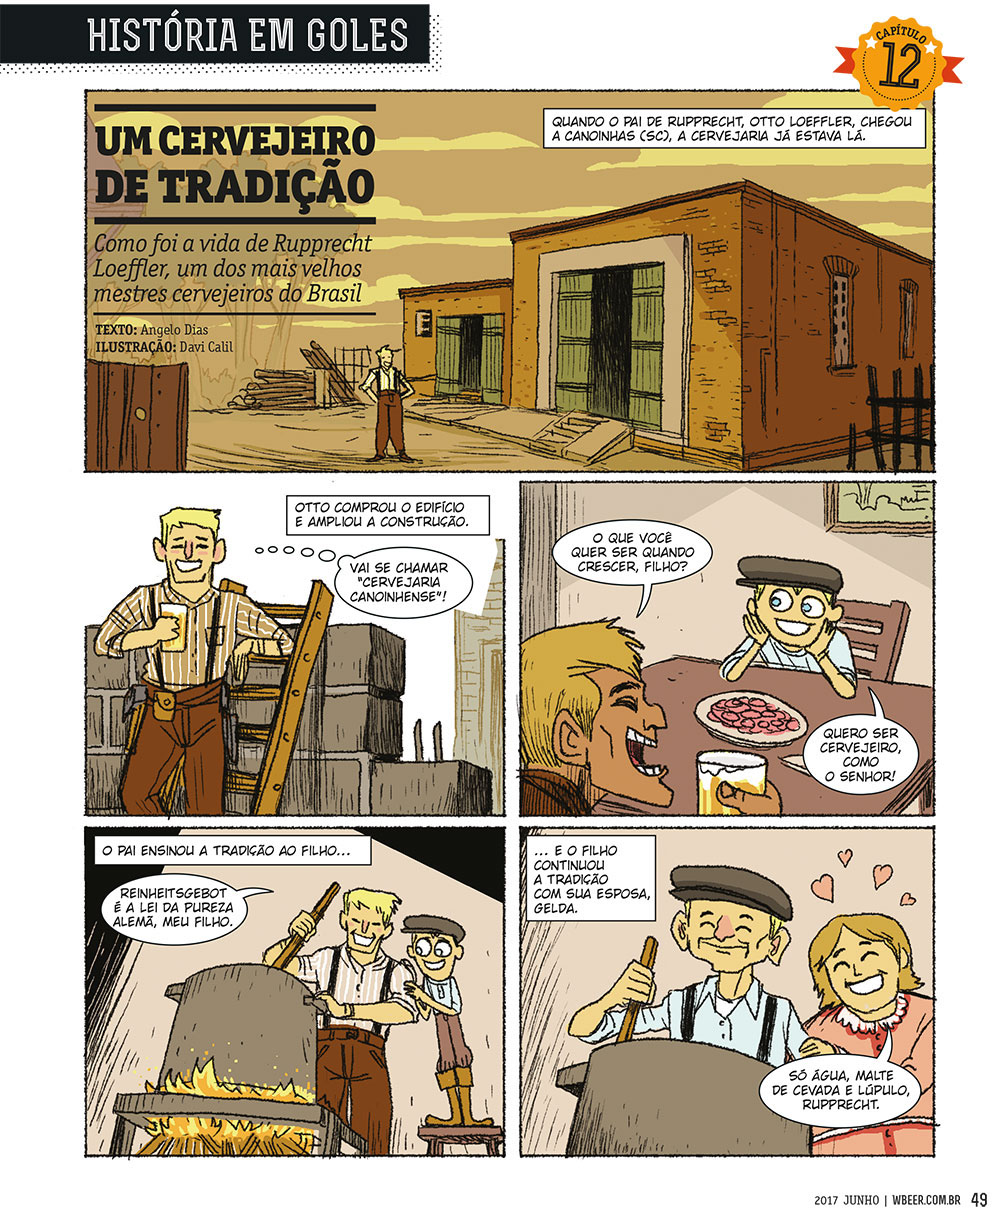 HISTÓRIA EM GOLES
CAPÍTULO
12
UM CERVEJEIRO
DE TRADIÇÃO
Como foi a vida de Rupprecht
Loeffler, um dos mais velhos
mestres cervejeiros do Brasil
TEXTO: Angelo Dias
ILUSTRAÇÃO: Davi Calil
QUANDO O PAI DE RUPPRECHT, OTTO LOEFFLER, CHEGOU
A CANOINHAS (SC), A CERVEJARIA JÁ ESTAVA LÁ.
OTTO COMPROU O EDIFÍCIO
E AMPLIOU A CONSTRUÇÃO.
VAI SE CHAMAR
"CERVEJARIA
CANOINHENSE"!
O QUE VOCÊ
QUER SER QUANDO
CRESCER, FILHO?
QUERO SER
CERVEJEIRO,
COMO
O SENHOR!
O PAI ENSINOU A TRADIÇÃO AO FILHO...
REINHEITSGEBOT
É A LEI DA PUREZA
ALEMÃ, MEU FILHO.
... E O FILHO
CONTINUOU
A TRADIÇÃO
COM SUA ESPOSA,
GELDA.
SÓ ÁGUA, MALTE
DE CEVADA E LÚPULO,
RUPPRECHT.
2017 JUNHO | WBEER.COM.BR 49